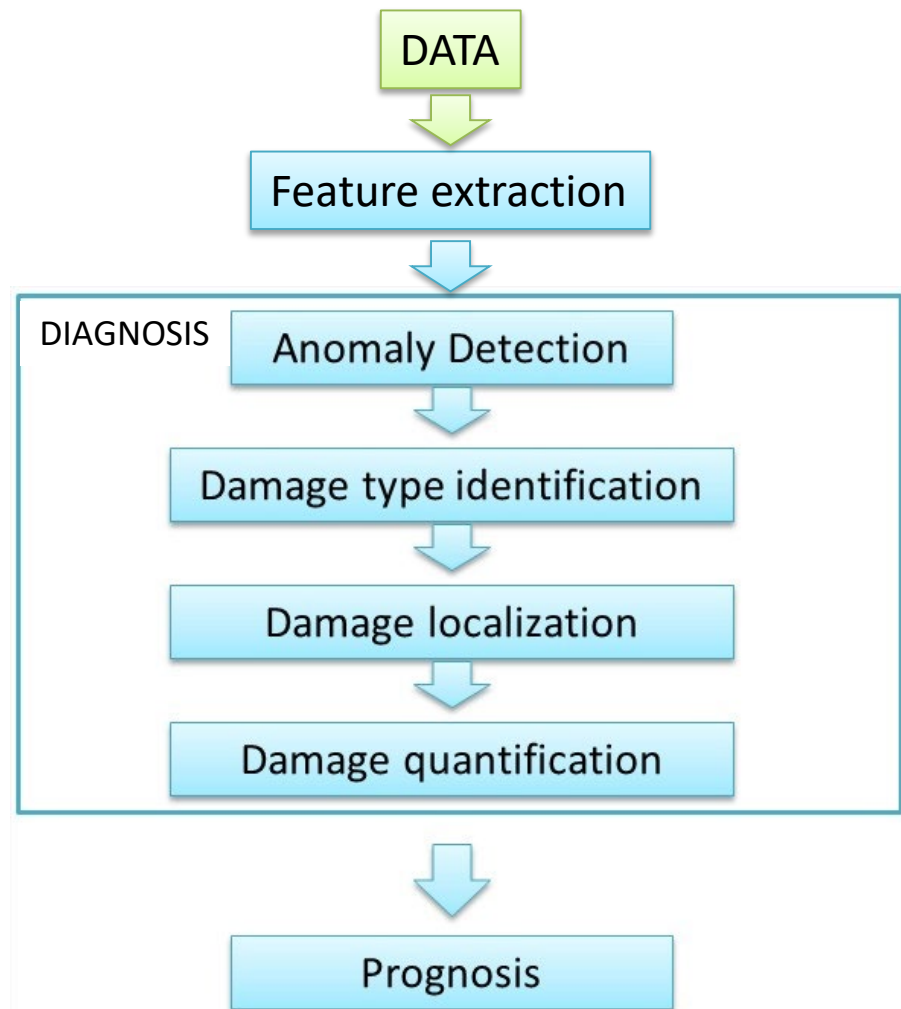 DATA
Feature extraction
DIAGNOSIS
Anomaly Detection
Damage type identification
Damage localization
Damage quantification
Prognosis